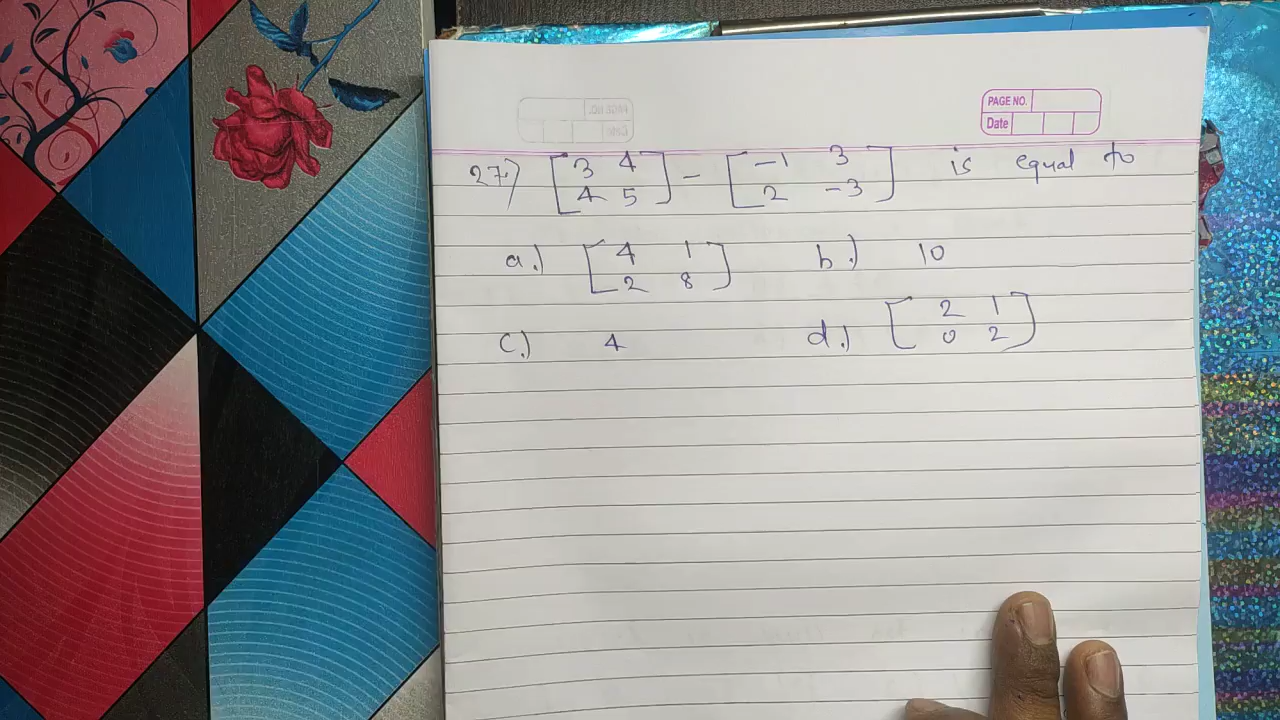 PAGE NO.
Date
27.) [3 4 4 5] - [-1 3 2 -3] is equal to
a.) [4 1 2 8] b.) 10
c.) 4 d.) [2 1 0 2]